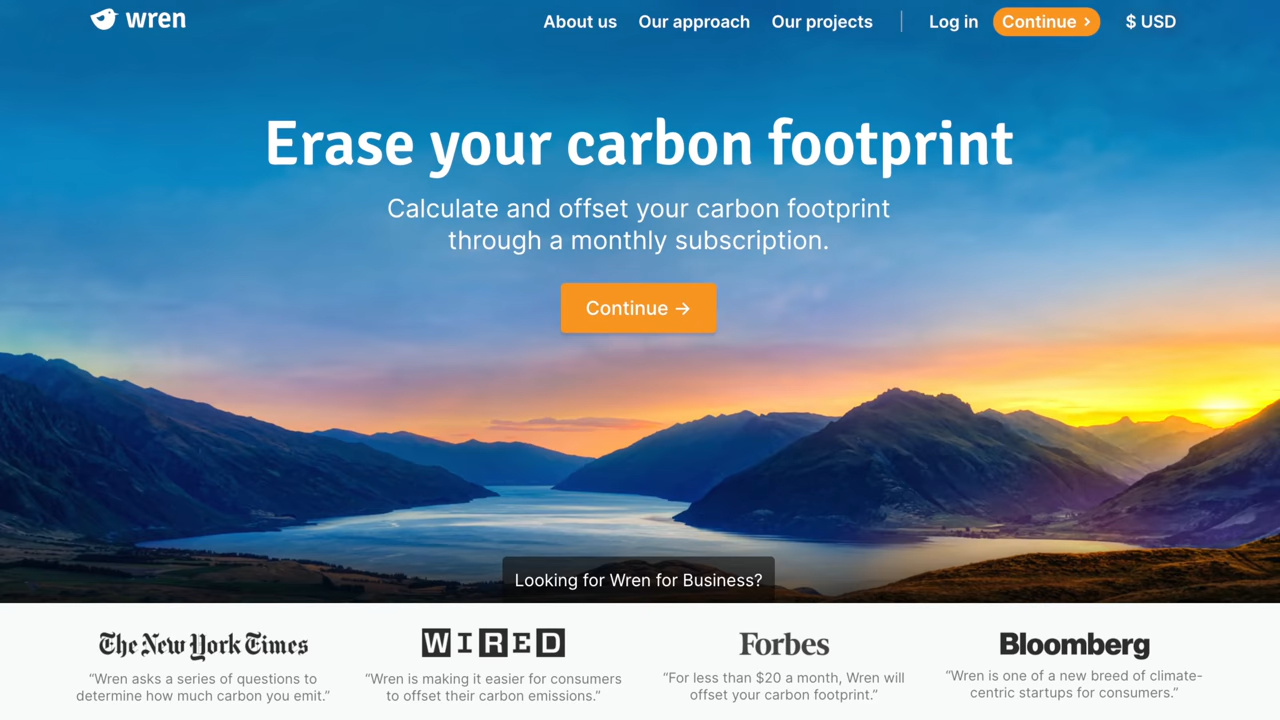 wren
About us
Our approach
Our projects
Log in
Continue ›
$ USD
Erase your carbon footprint
Calculate and offset your carbon footprint
through a monthly subscription.
Continue →
Looking for Wren for Business?
The New York Times
“Wren asks a series of questions to
determine how much carbon you emit.”
WIRED
“Wren is making it easier for consumers
to offset their carbon emissions.”
Forbes
“For less than $20 a month, Wren will
offset your carbon footprint.”
Bloomberg
“Wren is one of a new breed of climate-
centric startups for consumers.”